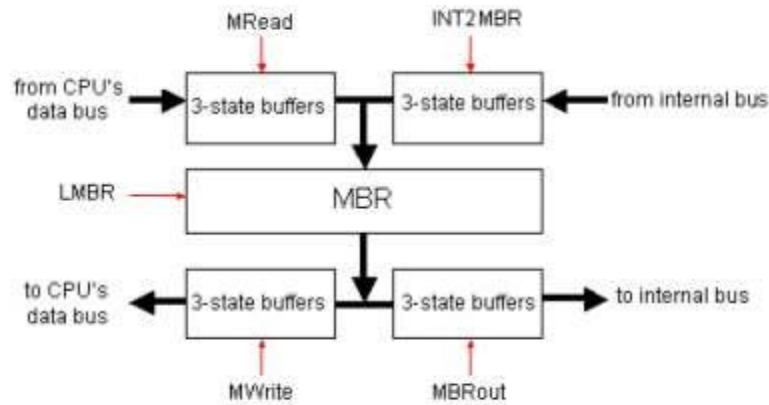 MRead
INT2MBR
from CPU's
data bus
3-state buffers
3-state buffers
from internal bus
LMBR
MBR
to CPU's
data bus
3-state buffers
3-state buffers
to internal bus
MWrite
MBRout